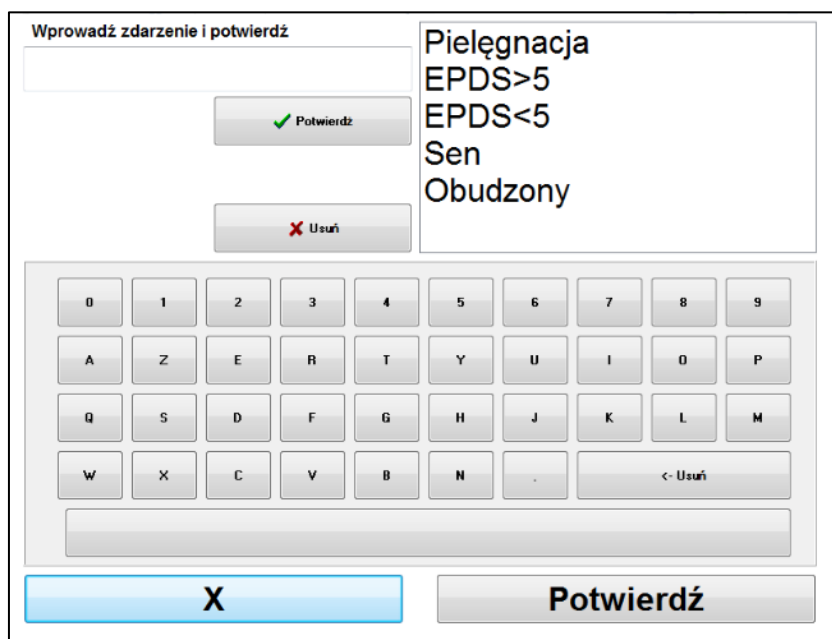 Wprowadź zdarzenie i potwierdź
Potwierdź
Usuń
Pielęgnacja
EPDS>5
EPDS<5
Sen
Obudzony
0 1 2 3 4 5 6 7 8 9
A Z E R T Y U I O P
Q S D F G H J K L M
W X C V B N . <- Usuń
X Potwierdź